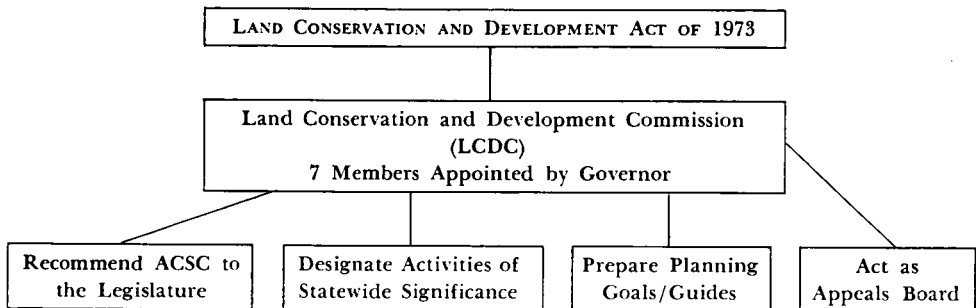 LAND CONSERVATION AND DEVELOPMENT ACT OF 1973
Land Conservation and Development Commission
(LCDC)
7 Members Appointed by Governor
Recommend ACSC to
the Legislature
Designate Activities of
Statewide Significance
Prepare Planning
Goals/Guides
Act as
Appeals Board